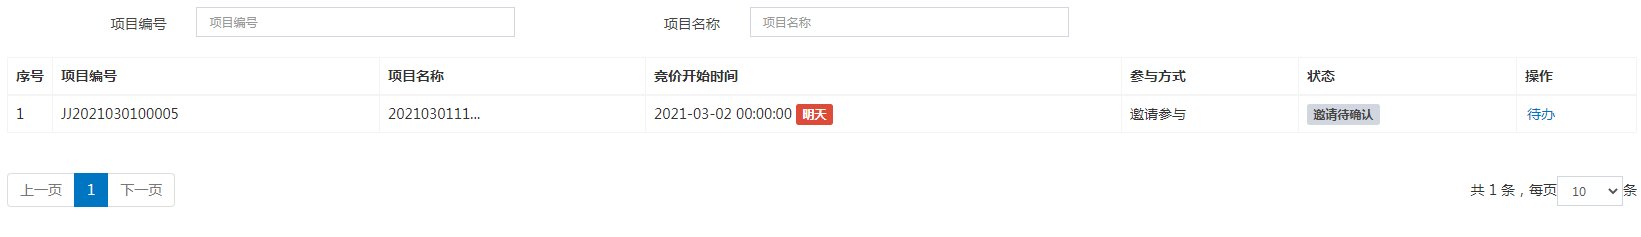 项目编号 项目编号 项目名称 项目名称
序号 项目编号 项目名称 竞价开始时间 参与方式 状态 操作
1 JJ2021030100005 2021030111... 2021-03-02 00:00:00 明天 邀请参与 邀请待确认 待办
上一页 1 下一页 共 1 条，每页 10 条